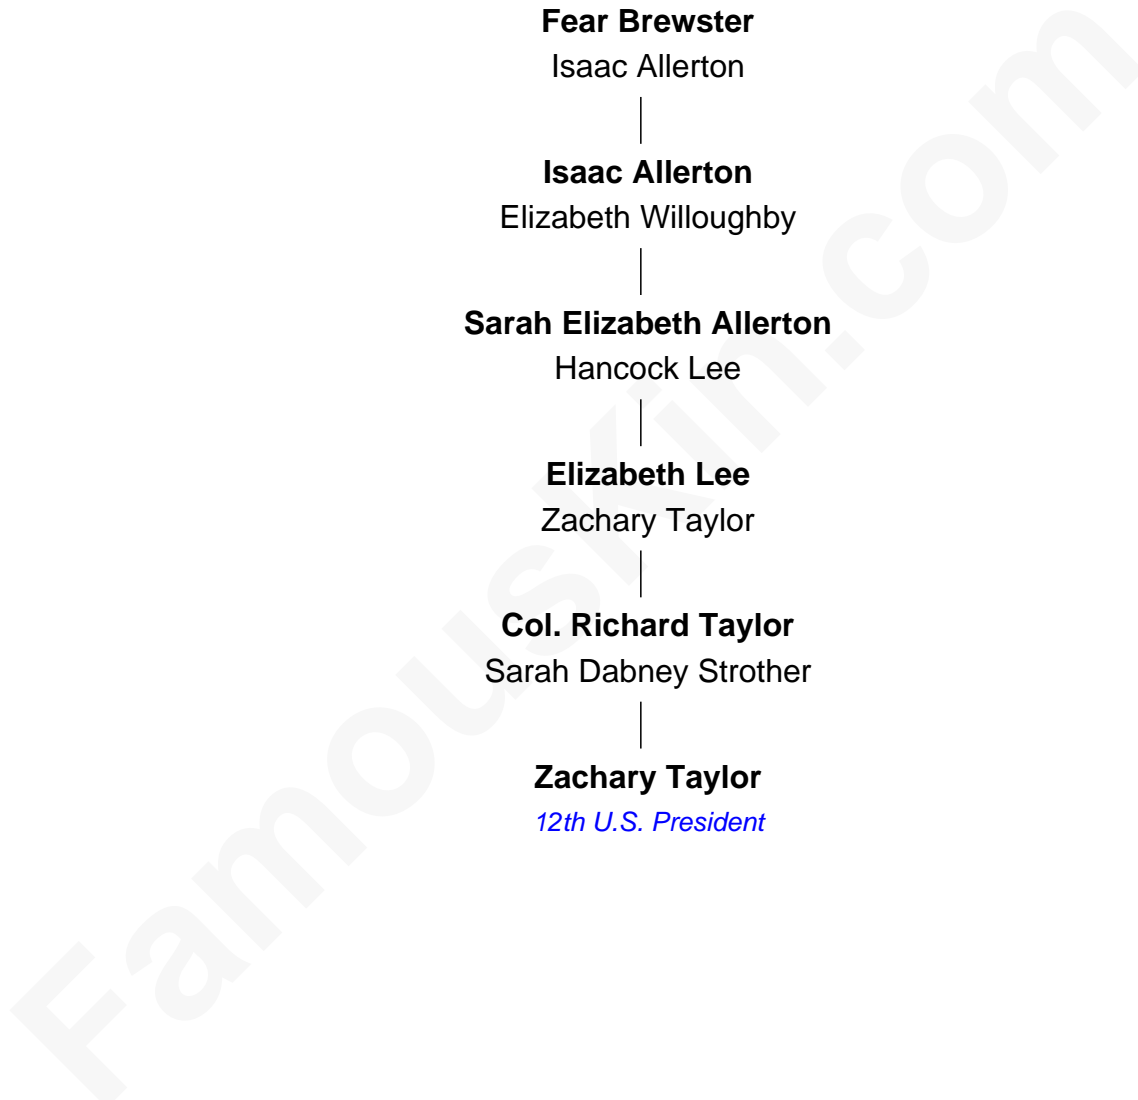 Fear Brewster
Isaac Allerton
Isaac Allerton
Elizabeth Willoughby
Sarah Elizabeth Allerton
Hancock Lee
Elizabeth Lee
Zachary Taylor
Col. Richard Taylor
Sarah Dabney Strother
Zachary Taylor
12th U.S. President
FamousKin.com